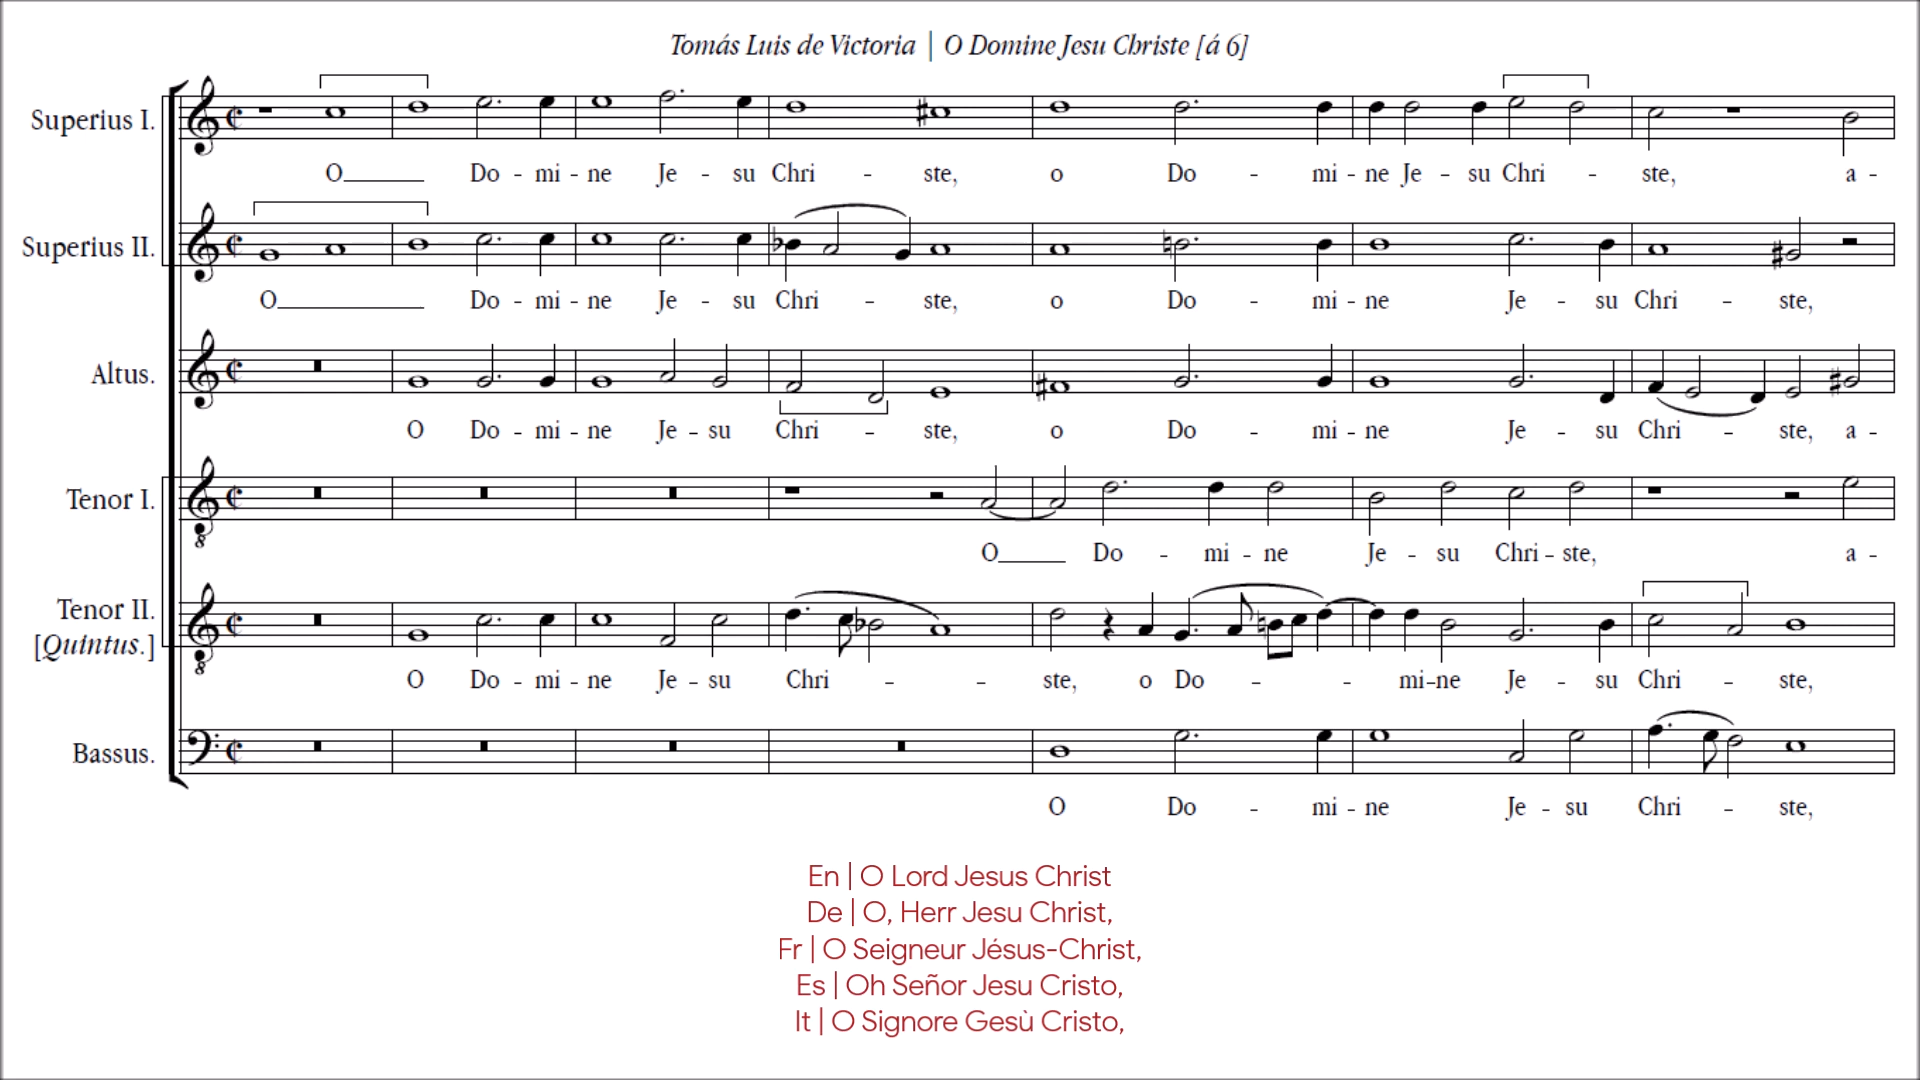 Tomás Luis de Victoria | O Domine Jesu Christe [á 6]
Superius I.
O____ Do - mi - ne Je - su Chri - ste, o Do - mi - ne Je - su Chri - ste, a -
Superius II.
O____ Do - mi - ne Je - su Chri - ste, o Do - mi - ne Je - su Chri - ste,
Altus.
O Do - mi - ne Je - su Chri - ste, o Do - mi - ne Je - su Chri - ste, a -
Tenor I.
8
O____ Do - mi - ne Je - su Chri - ste, a -
Tenor II.
[Quintus.]
8
O Do - mi - ne Je - su Chri - - ste, o Do - - mi-ne Je - su Chri - ste,
Bassus.
O Do - mi - ne Je - su Chri - ste,
En | O Lord Jesus Christ
De | O, Herr Jesu Christ,
Fr | O Seigneur Jésus-Christ,
Es | Oh Señor Jesu Cristo,
It | O Signore Gesù Cristo,